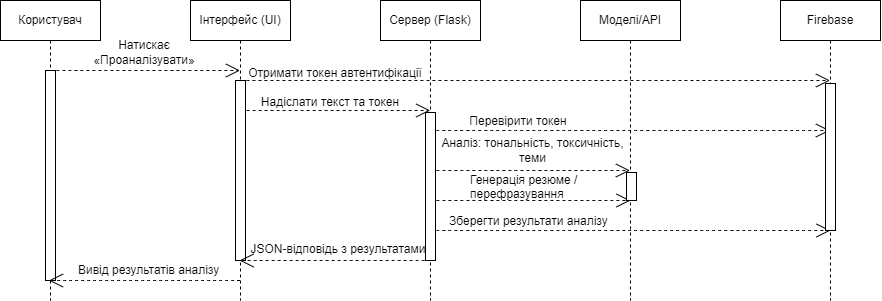 Користувач
Інтерфейс (UI)
Сервер (Flask)
Моделі/API
Firebase
Натискає
«Проаналізувати»
Отримати токен автентифікації
Надіслати текст та токен
Перевірити токен
Аналіз: тональність, токсичність,
теми
Генерація резюме /
перефразування
Зберегти результати аналізу
JSON-відповідь з результатами
Вивід результатів аналізу